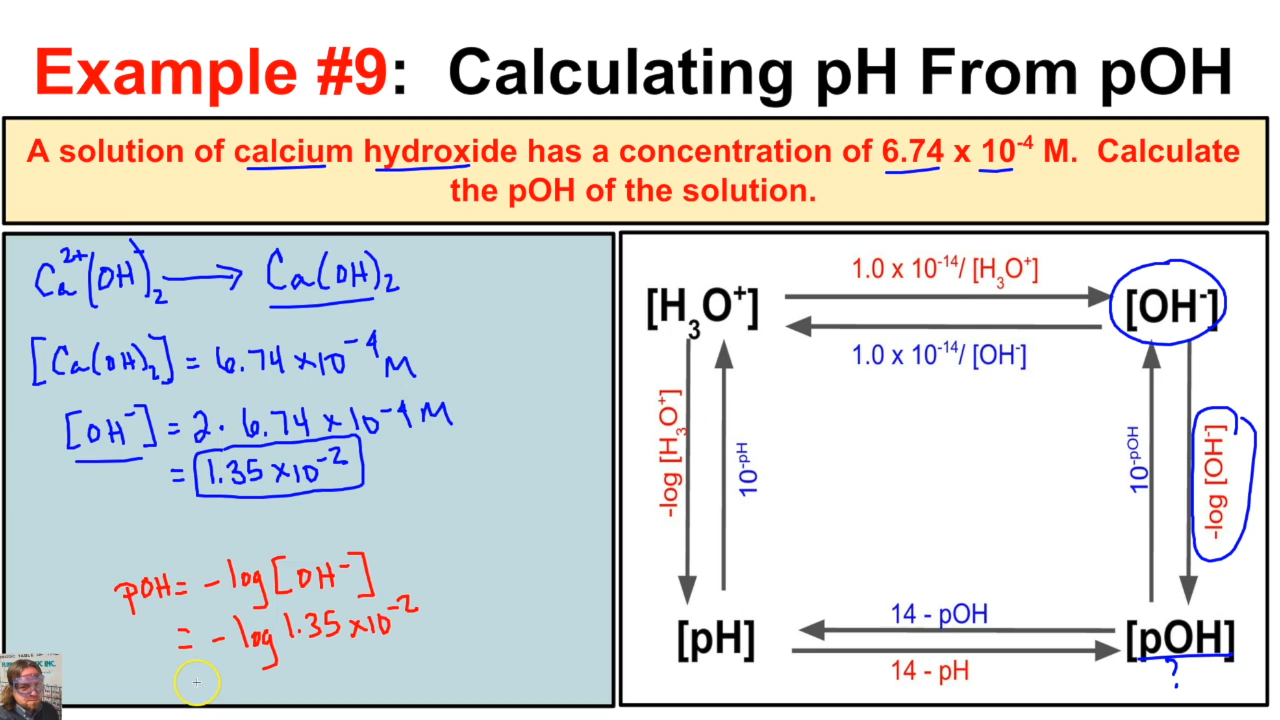 Example #9: Calculating pH From pOH
A solution of calcium hydroxide has a concentration of 6.74 x 10⁻⁴ M. Calculate
the pOH of the solution.
Ca²⁺(OH⁻)₂ → Ca(OH)₂
[Ca(OH)₂] = 6.74 x 10⁻⁴ M
[OH⁻] = 2 · 6.74 x 10⁻⁴ M
= 1.35 x 10⁻²
pOH = -log[OH⁻]
= -log 1.35 x 10⁻²
1.0 x 10⁻¹⁴/ [H₃O⁺]
[H₃O⁺]
[OH⁻]
1.0 x 10⁻¹⁴/ [OH⁻]
-log [H₃O⁺]
10⁻ᵖᴴ
10⁻ᵖᴼᴴ
-log [OH⁻]
14 - pOH
[pH]
[pOH]
14 - pH
?